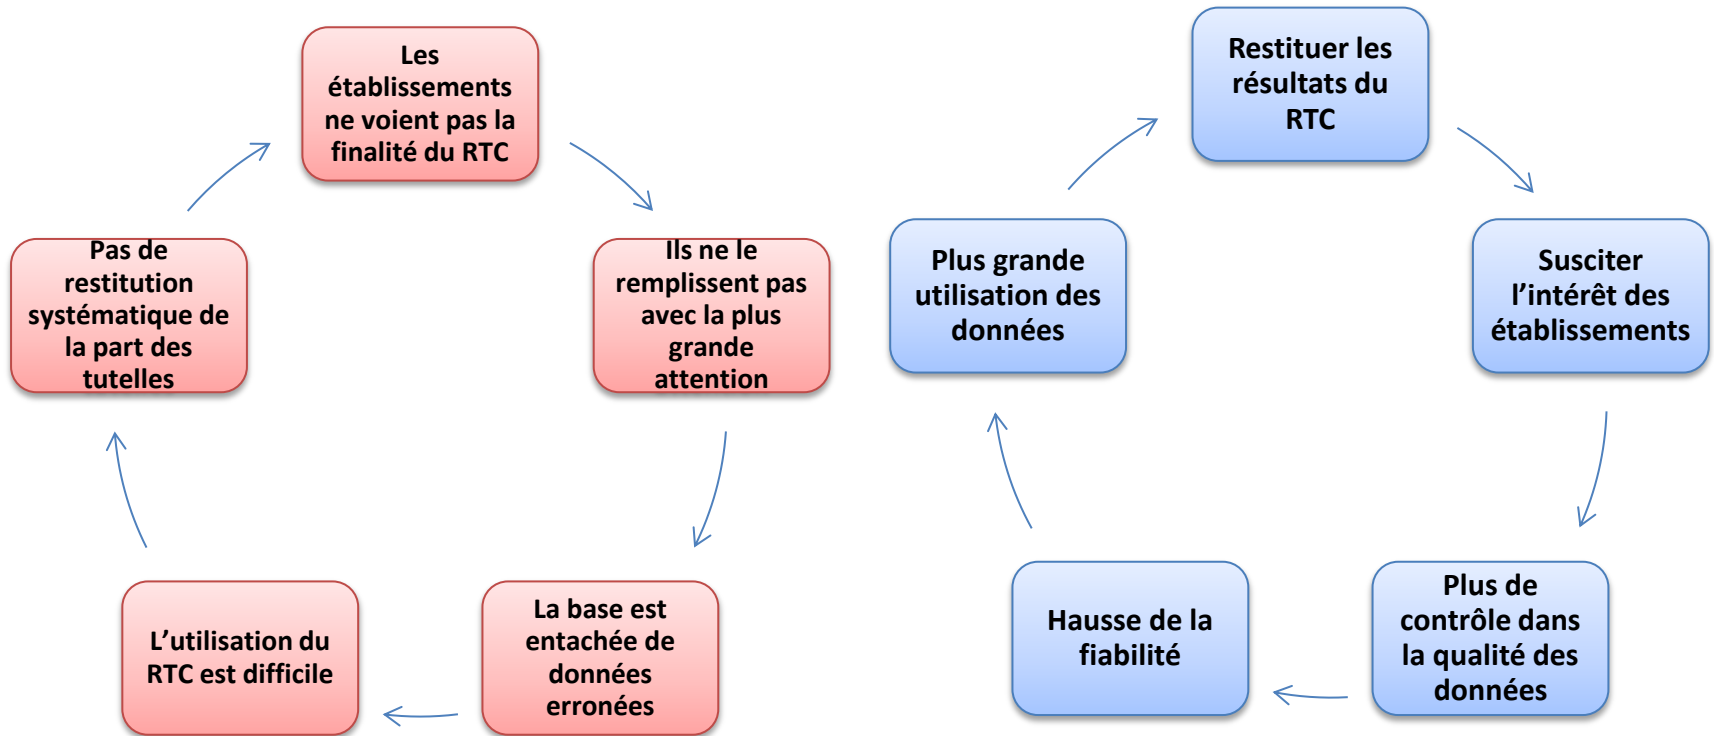 Les
établissements
ne voient pas la
finalité du RTC
Ils ne le
remplissent pas
avec la plus
grande
attention
La base est
entachée de
données
erronées
L’utilisation du
RTC est difficile
Pas de
restitution
systématique de
la part des
tutelles
Restituer les
résultats du
RTC
Susciter
l’intérêt des
établissements
Plus de
contrôle dans
la qualité des
données
Hausse de la
fiabilité
Plus grande
utilisation des
données